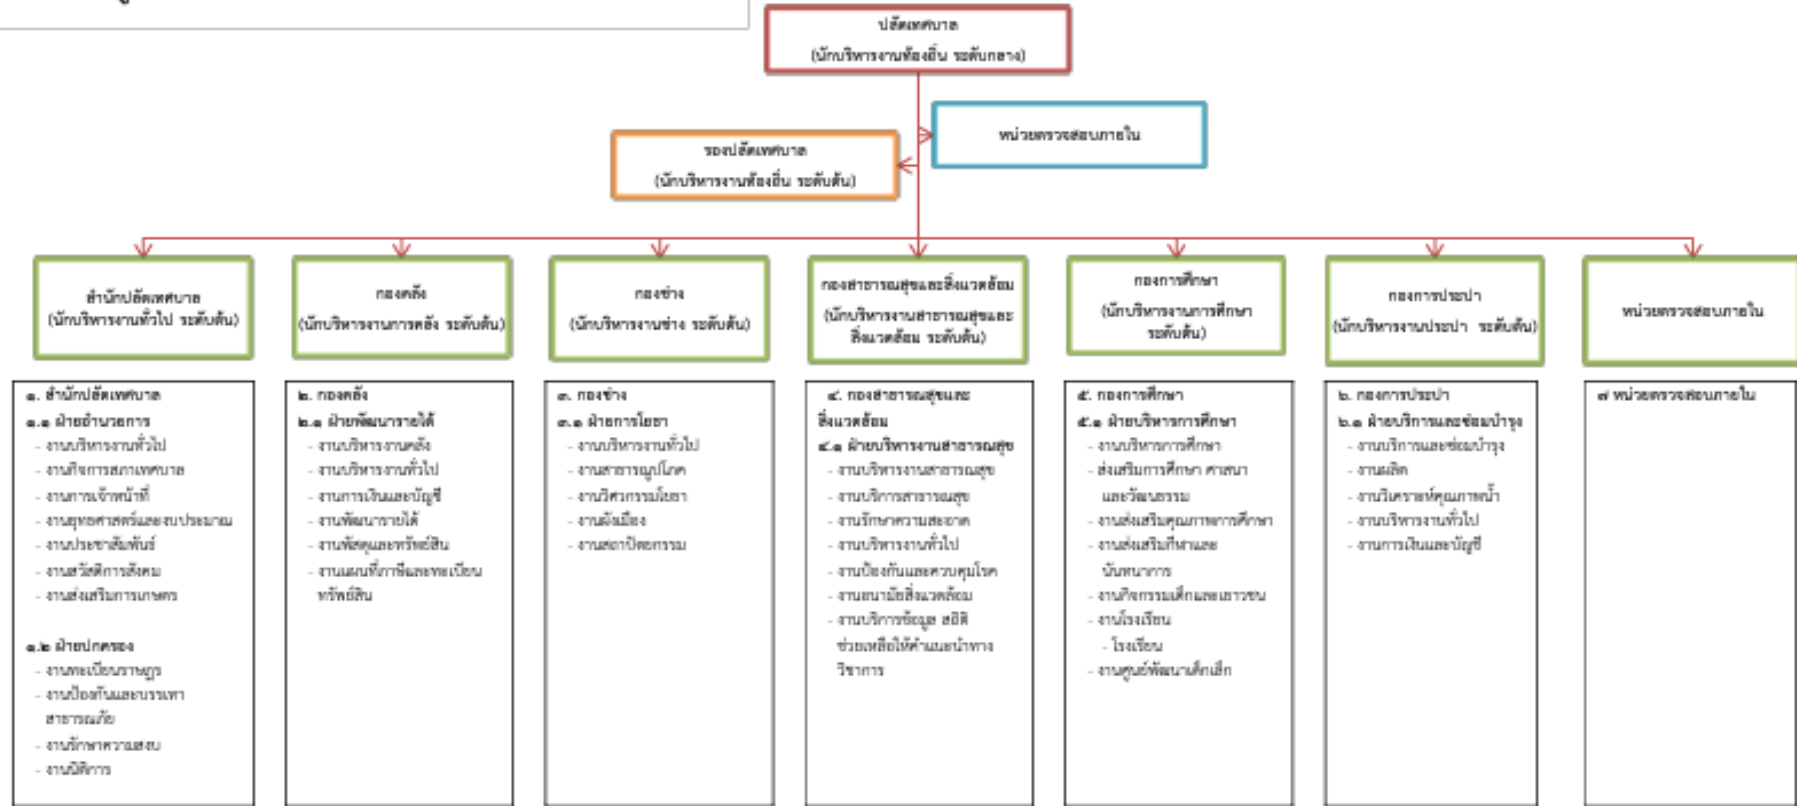 ปลัดเทศบาล
(นักบริหารงานท้องถิ่น ระดับกลาง)
หน่วยตรวจสอบภายใน
รองปลัดเทศบาล
(นักบริหารงานท้องถิ่น ระดับต้น)
สำนักปลัดเทศบาล
(นักบริหารงานทั่วไป ระดับต้น)
กองคลัง
(นักบริหารงานการคลัง ระดับต้น)
กองช่าง
(นักบริหารงานช่าง ระดับต้น)
กองสาธารณสุขและสิ่งแวดล้อม
(นักบริหารงานสาธารณสุขและ
สิ่งแวดล้อม ระดับต้น)
กองการศึกษา
(นักบริหารงานการศึกษา
ระดับต้น)
กองการประปา
(นักบริหารงานประปา ระดับต้น)
หน่วยตรวจสอบภายใน
๑. สำนักปลัดเทศบาล
๑.๑ ฝ่ายอำนวยการ
- งานบริหารงานทั่วไป
- งานกิจการสภาเทศบาล
- งานการเจ้าหน้าที่
- งานยุทธศาสตร์และงบประมาณ
- งานประชาสัมพันธ์
- งานสวัสดิการสังคม
- งานส่งเสริมการเกษตร
๑.๒ ฝ่ายปกครอง
- งานทะเบียนราษฎร
- งานป้องกันและบรรเทา
สาธารณภัย
- งานรักษาความสงบ
- งานนิติการ
๒. กองคลัง
๒.๑ ฝ่ายพัฒนารายได้
- งานบริหารงานคลัง
- งานบริหารงานทั่วไป
- งานการเงินและบัญชี
- งานพัฒนารายได้
- งานพัสดุและทรัพย์สิน
- งานแผนที่ภาษีและทะเบียน
ทรัพย์สิน
๓. กองช่าง
๓.๑ ฝ่ายการโยธา
- งานบริหารงานทั่วไป
- งานสาธารณูปโภค
- งานวิศวกรรมโยธา
- งานผังเมือง
- งานสถาปัตยกรรม
๔. กองสาธารณสุขและ
สิ่งแวดล้อม
๔.๑ ฝ่ายบริหารงานสาธารณสุข
- งานบริหารงานสาธารณสุข
- งานบริการสาธารณสุข
- งานรักษาความสะอาด
- งานบริหารงานทั่วไป
- งานป้องกันและควบคุมโรค
- งานอนามัยสิ่งแวดล้อม
- งานบริการข้อมูล สถิติ
ช่วยเหลือให้คำแนะนำทาง
วิชาการ
๕. กองการศึกษา
๕.๑ ฝ่ายบริหารการศึกษา
- งานบริหารการศึกษา
- ส่งเสริมการศึกษา ศาสนา
และวัฒนธรรม
- งานส่งเสริมคุณภาพการศึกษา
- งานส่งเสริมกีฬาและ
นันทนาการ
- งานกิจกรรมเด็กและเยาวชน
- งานโรงเรียน
- โรงเรียน
- งานศูนย์พัฒนาเด็กเล็ก
๖. กองการประปา
๖.๑ ฝ่ายบริการและซ่อมบำรุง
- งานบริการและซ่อมบำรุง
- งานผลิต
- งานวิเคราะห์คุณภาพน้ำ
- งานบริหารงานทั่วไป
- งานการเงินและบัญชี
๗ หน่วยตรวจสอบภายใน